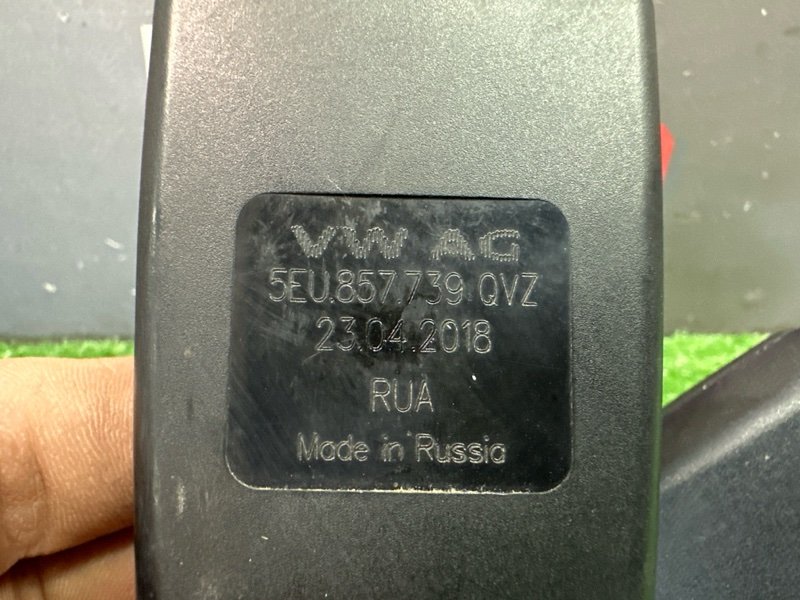 VW AG
5EU.857.739 QVZ
23.04.2018
RUA
Made in Russia